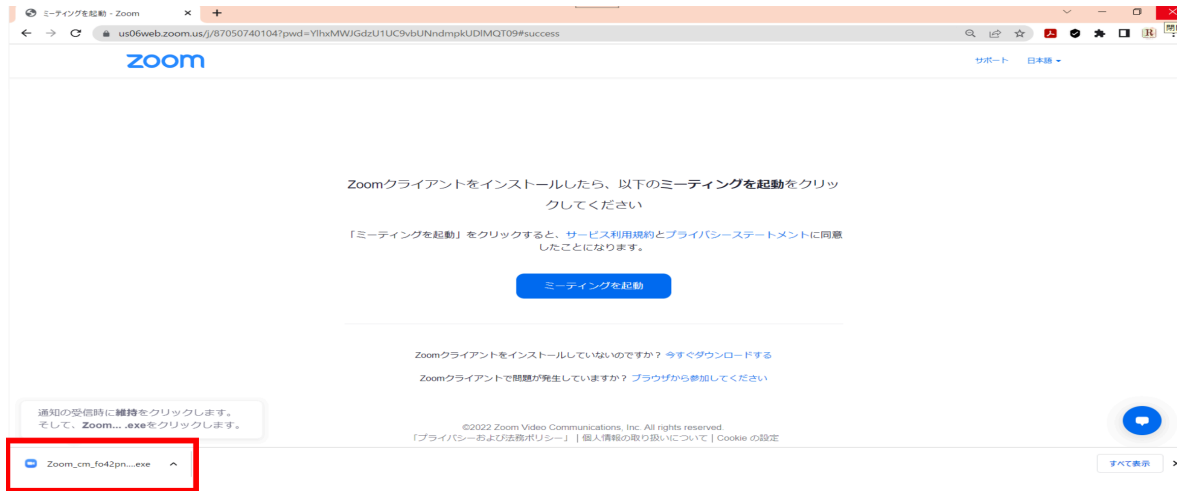 ミーティングを起動 - Zoom
us06web.zoom.us/j/87050740104?pwd=YlhxMWJGdzU1UC9vbUNndmpkUDlMQT09#success
zoom
サポート 日本語
Zoomクライアントをインストールしたら、以下のミーティングを起動をクリッ
クしてください
「ミーティングを起動」をクリックすると、サービス利用規約とプライバシーステートメントに同意
したことになります。
ミーティングを起動
Zoomクライアントをインストールしていないのですか？ 今すぐダウンロードする
Zoomクライアントで問題が発生していますか？ ブラウザから参加してください
通知の受信時に維持をクリックします。
そして、Zoom... .exeをクリックします。
©2022 Zoom Video Communications, Inc. All rights reserved.
「プライバシーおよび法務ポリシー」 | 個人情報の取り扱いについて | Cookie の設定
Zoom_cm_fo42pn....exe
すべて表示